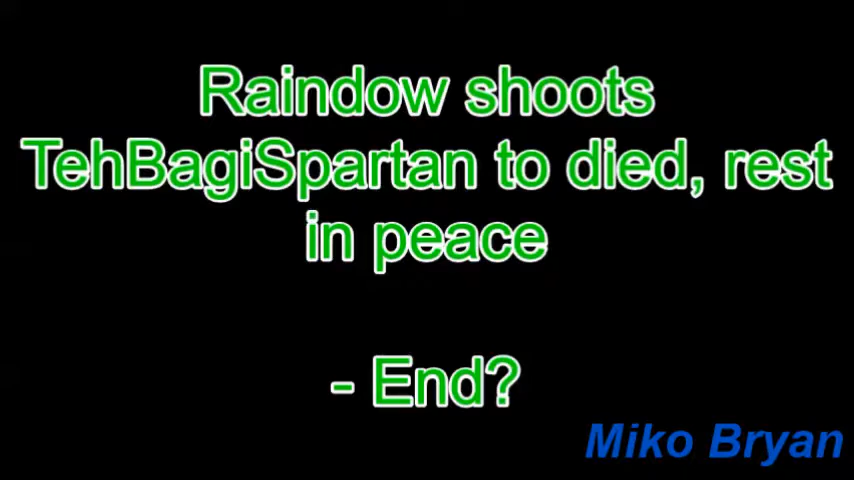 Raindow shoots
TehBagiSpartan to died, rest
in peace
- End?
Miko Bryan